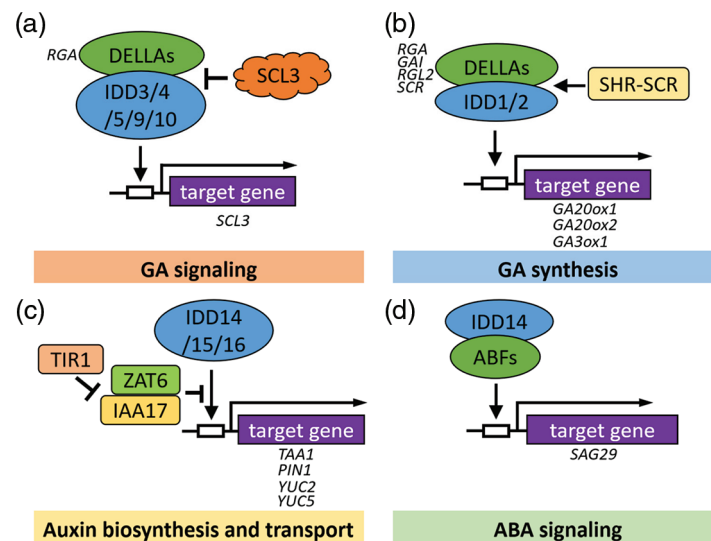 (a)
RGA
DELLAs
IDD3/4
/5/9/10
SCL3
target gene
SCL3
GA signaling
(b)
RGA
GAI
RGL2
SCR
DELLAs
IDD1/2
SHR-SCR
target gene
GA20ox1
GA20ox2
GA3ox1
GA synthesis
(c)
IDD14
/15/16
TIR1
ZAT6
IAA17
target gene
TAA1
PIN1
YUC2
YUC5
Auxin biosynthesis and transport
(d)
IDD14
ABFs
target gene
SAG29
ABA signaling